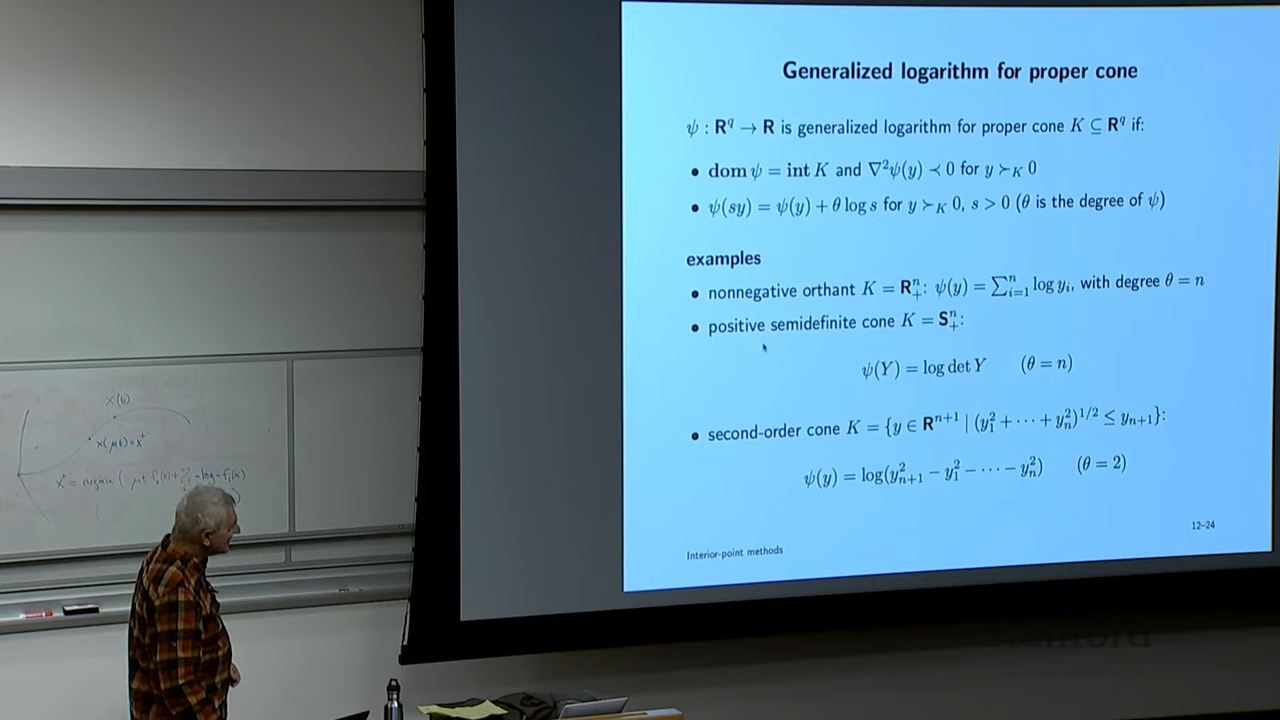 Generalized logarithm for proper cone
ψ : R^q → R is generalized logarithm for proper cone K ⊆ R^q if:
• dom ψ = int K and ∇²ψ(y) ≺ 0 for y ≻_K 0
• ψ(sy) = ψ(y) + θ log s for y ≻_K 0, s > 0 (θ is the degree of ψ)
examples
• nonnegative orthant K = R^n_+: ψ(y) = ∑^n_{i=1} log y_i, with degree θ = n
• positive semidefinite cone K = S^n_+:
ψ(Y) = log det Y (θ = n)
• second-order cone K = {y ∈ R^{n+1} | (y_1^2 + ⋯ + y_n^2)^{1/2} ≤ y_{n+1}}:
ψ(y) = log(y_{n+1}^2 − y_1^2 − ⋯ − y_n^2) (θ = 2)
12–24
Interior-point methods
x(t)
x(μt) = x⁺